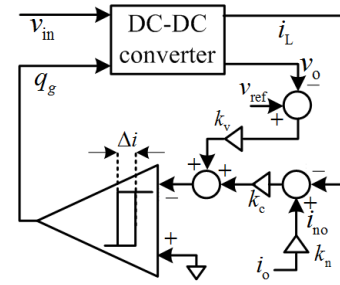 v_in
DC-DC
converter
i_L
q_g
v_o
−
v_ref
+
Δi
k_v
+
+
−
+
k_c
−
+
i_no
+
i_o
k_n